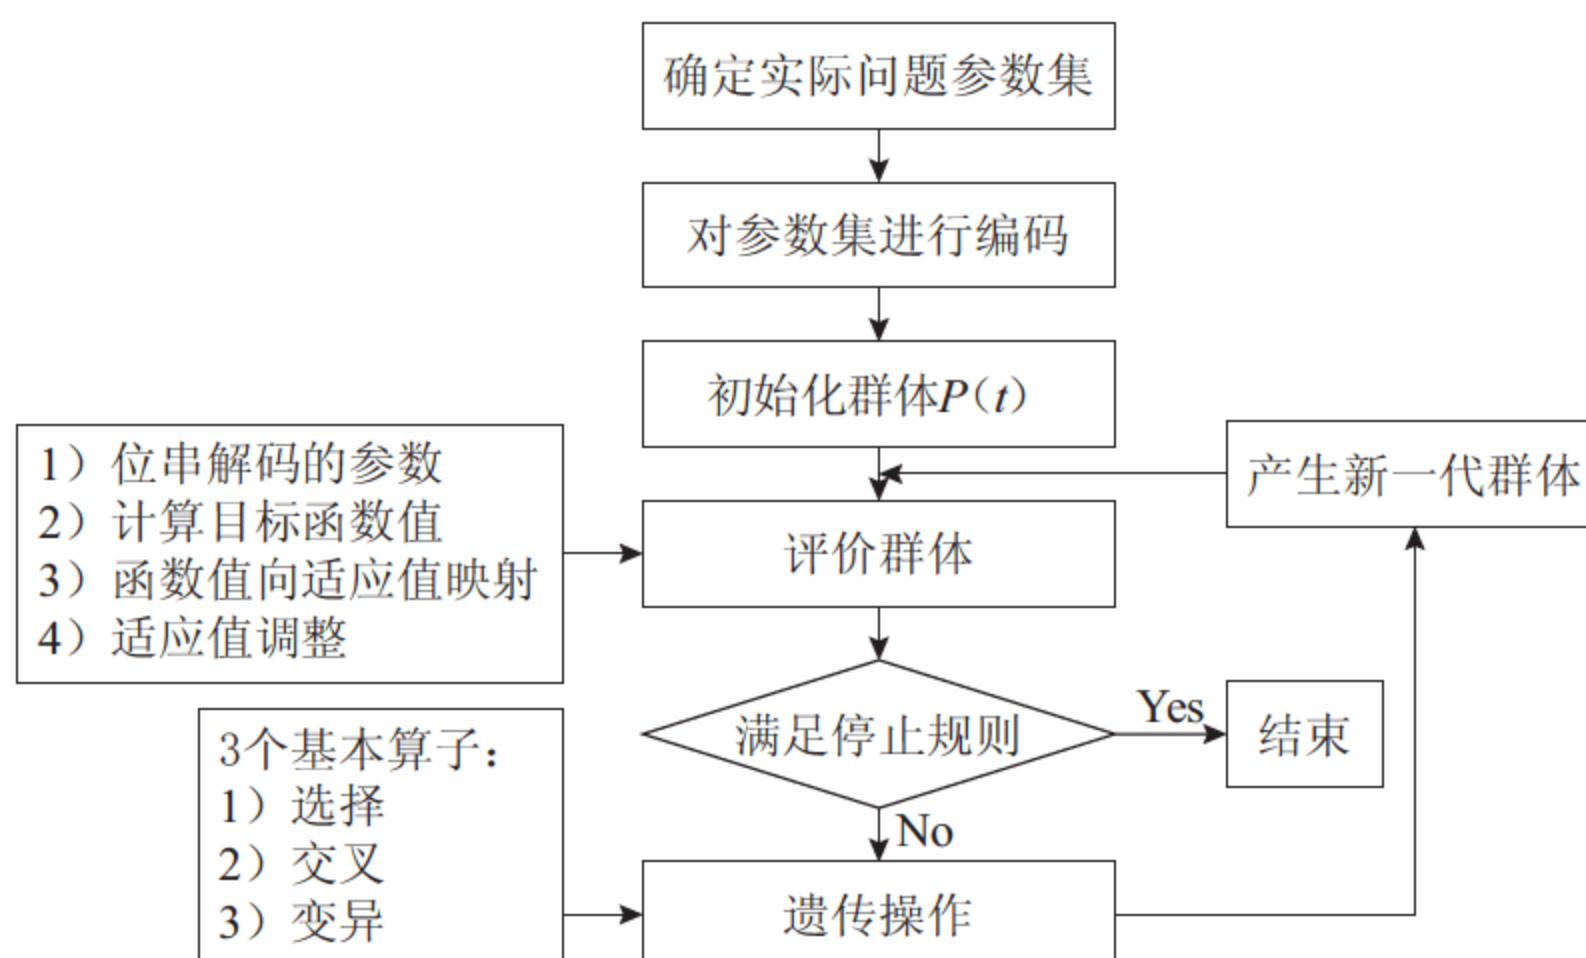 确定实际问题参数集
对参数集进行编码
初始化群体P(t)
1）位串解码的参数
2）计算目标函数值
3）函数值向适应值映射
4）适应值调整
产生新一代群体
评价群体
满足停止规则
Yes
结束
No
3个基本算子：
1）选择
2）交叉
3）变异
遗传操作